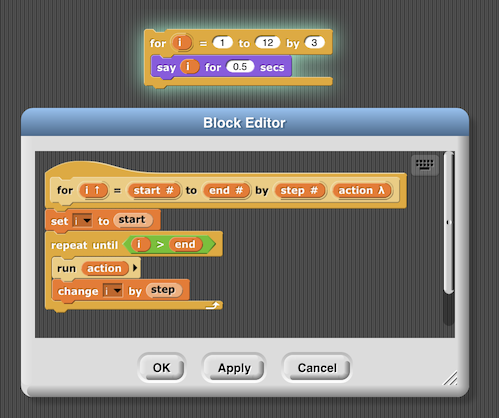 for i = 1 to 12 by 3
say i for 0.5 secs
Block Editor
for i ↑ = start # to end # by step # action λ
set i to start
repeat until i > end
run action
change i by step
OK Apply Cancel